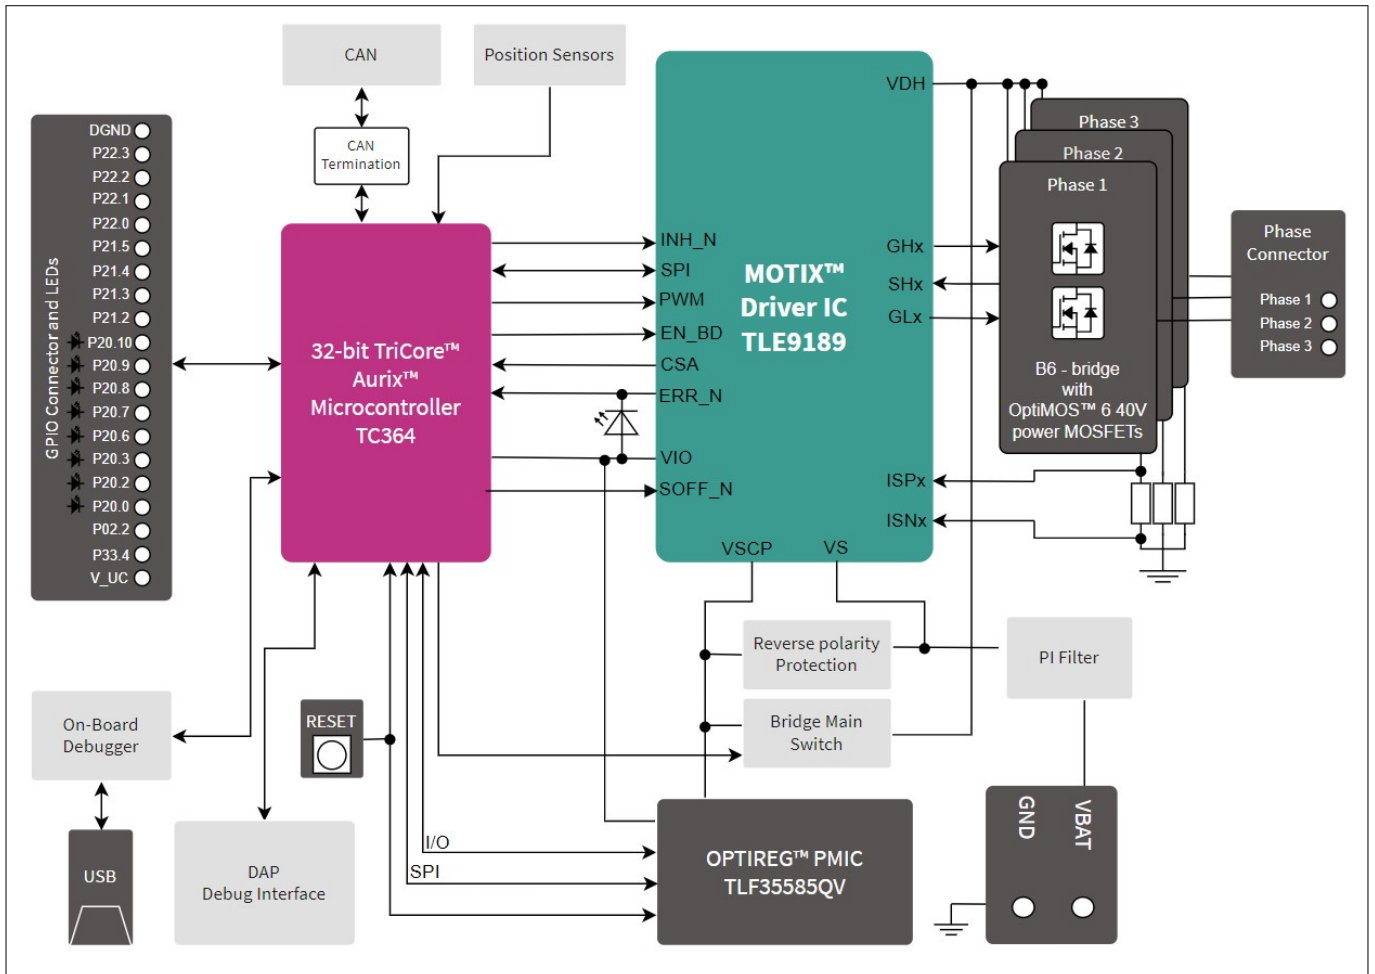 CAN
Position Sensors
CAN
Termination
GPIO Connector and LEDs
DGND
P22.3
P22.2
P22.1
P22.0
P21.5
P21.4
P21.3
P21.2
P20.10
P20.9
P20.8
P20.7
P20.6
P20.3
P20.2
P20.0
P02.2
P33.4
V_UC
32-bit TriCore™
Aurix™
Microcontroller
TC364
INH_N
SPI
PWM
EN_BD
CSA
ERR_N
VIO
SOFF_N
MOTIX™
Driver IC
TLE9189
VDH
GHx
SHx
GLx
ISPx
ISNx
VSCP
VS
Phase 3
Phase 2
Phase 1
B6 - bridge
with
OptiMOS™ 6 40V
power MOSFETs
Phase
Connector
Phase 1
Phase 2
Phase 3
Reverse polarity
Protection
PI Filter
Bridge Main
Switch
On-Board
Debugger
RESET
USB
DAP
Debug Interface
I/O
SPI
OPTIREG™ PMIC
TLF35585QV
GND
VBAT